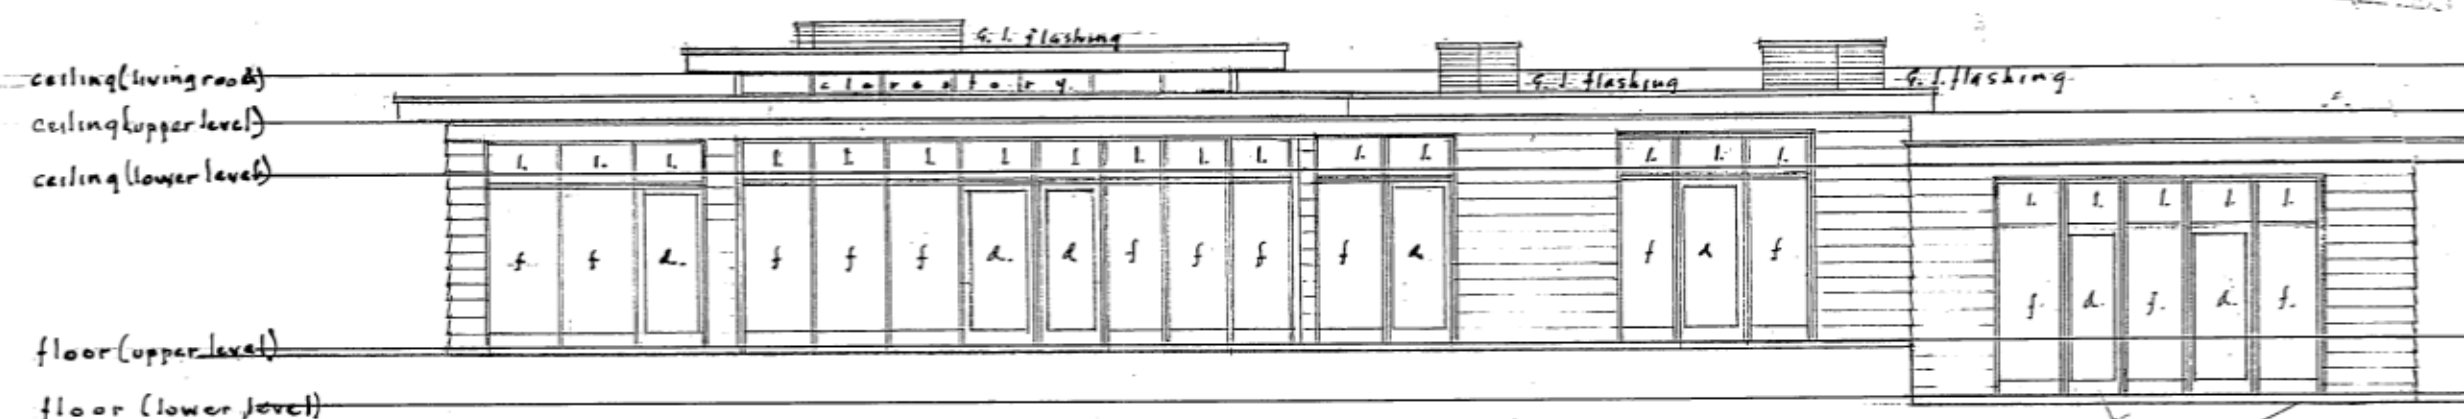 G.I. flashing
ceiling (living room)
clerestory
G.I. flashing
G.I. flashing
ceiling (upper level)
l. l. l. l l l l l l. l. l. l. l. l. l. l.
ceiling (lower level)
l. l. l. l. l.
f f d. f f f d. d f f f f d f d f
f. d. f. d. f.
floor (upper level)
floor (lower level)